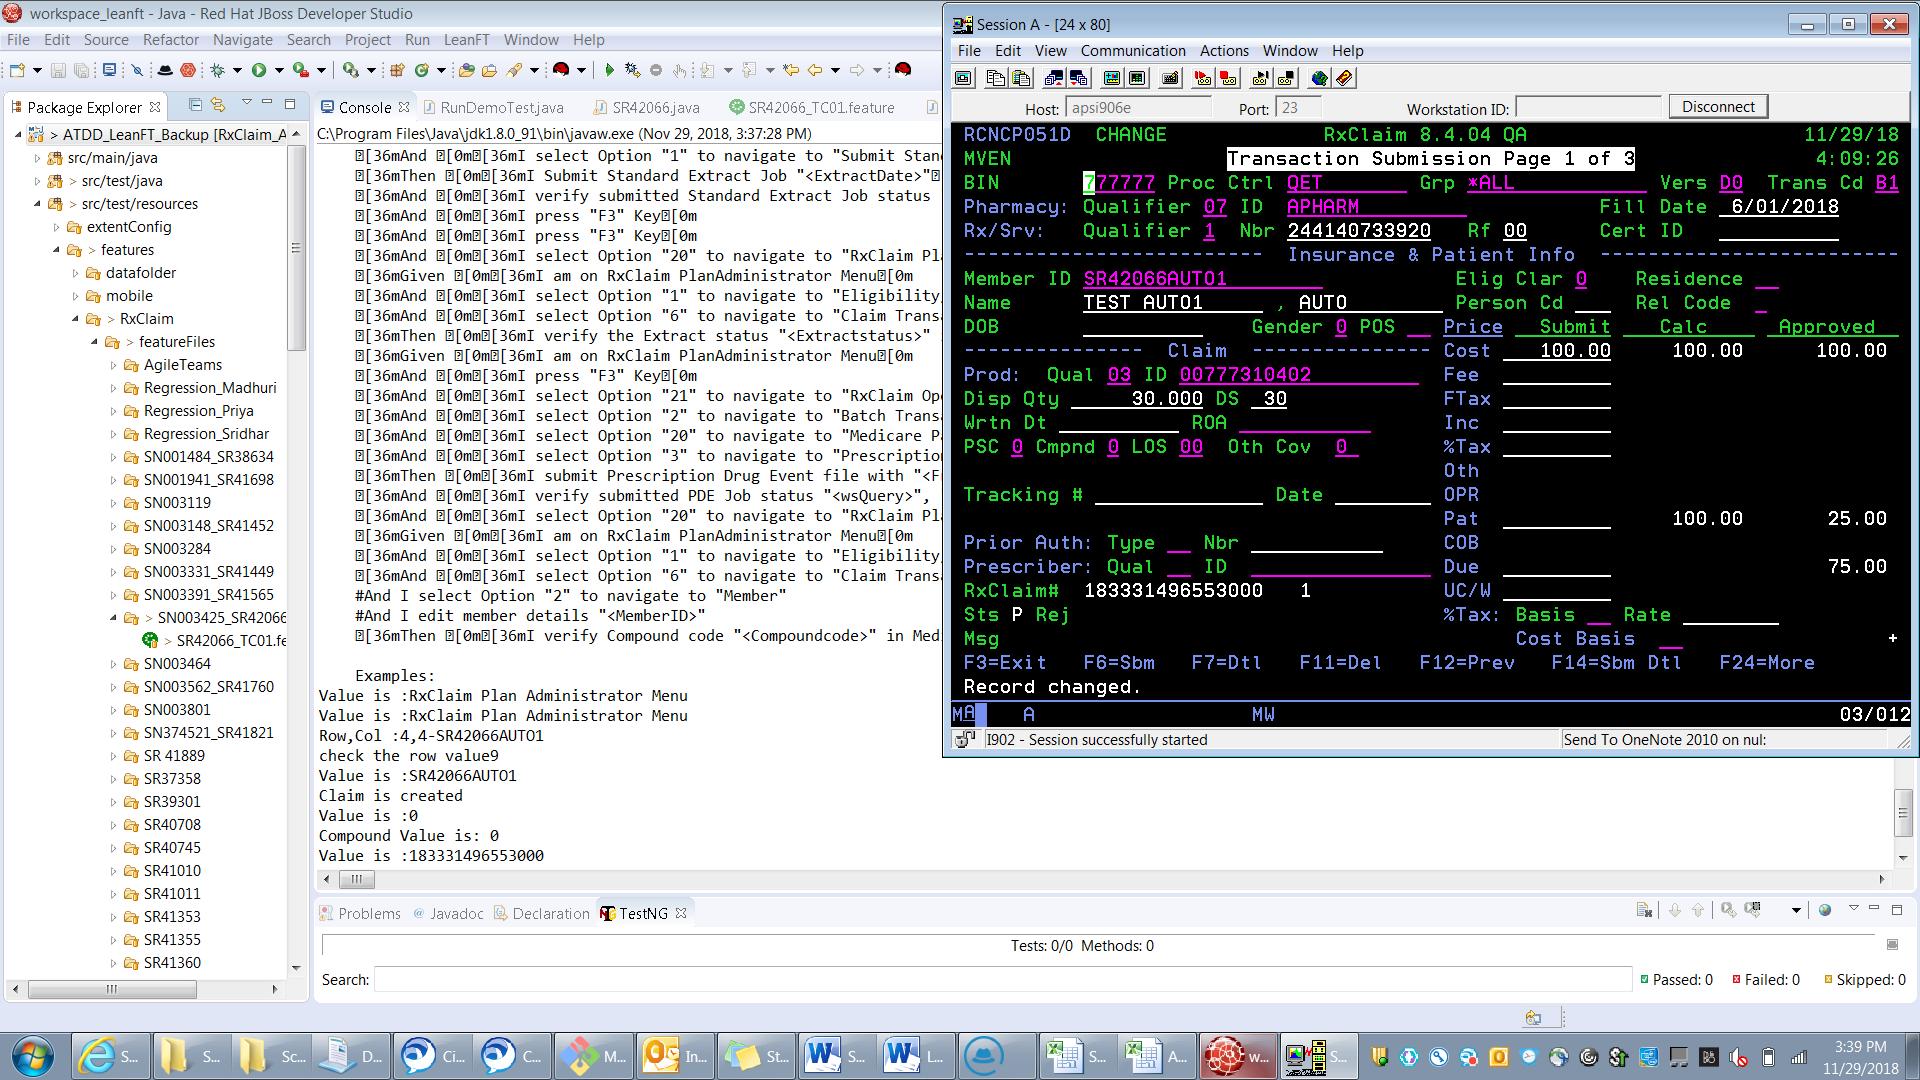 workspace_leanft - Java - Red Hat JBoss Developer Studio
File Edit Source Refactor Navigate Search Project Run LeanFT Window Help
Package Explorer
> ATDD_LeanFT_Backup [RxClaim_A
src/main/java
> src/test/java
> src/test/resources
extentConfig
> features
datafolder
mobile
> RxClaim
> featureFiles
AgileTeams
Regression_Madhuri
Regression_Priya
Regression_Sridhar
SN001484_SR38634
SN001941_SR41698
SN003119
SN003148_SR41452
SN003284
SN003331_SR41449
SN003391_SR41565
> SN003425_SR42066
> SR42066_TC01.fe
SN003464
SN003562_SR41760
SN003801
SN374521_SR41821
SR 41889
SR37358
SR39301
SR40708
SR40745
SR41010
SR41011
SR41353
SR41355
SR41360
Console RunDemoTest.java SR42066.java SR42066_TC01.feature
C:\Program Files\Java\jdk1.8.0_91\bin\javaw.exe (Nov 29, 2018, 3:37:28 PM)
[36mAnd [0m[36mI select Option "1" to navigate to "Submit Stan
[36mThen [0m[36m I Submit Standard Extract Job "<ExtractDate>"
[36mAnd [0m[36mI verify submitted Standard Extract Job status
[36mAnd [0m[36mI press "F3" Key[0m
[36mAnd [0m[36mI press "F3" Key[0m
[36mAnd [0m[36mI select Option "20" to navigate to "RxClaim Pl
[36mGiven [0m[36mI am on RxClaim PlanAdministrator Menu[0m
[36mAnd [0m[36mI select Option "1" to navigate to "Eligibility
[36mAnd [0m[36mI select Option "6" to navigate to "Claim Trans
[36mThen [0m[36mI verify the Extract status "<Extractstatus>"
[36mGiven [0m[36mI am on RxClaim PlanAdministrator Menu[0m
[36mAnd [0m[36mI press "F3" Key[0m
[36mAnd [0m[36mI select Option "21" to navigate to "RxClaim Op
[36mAnd [0m[36mI select Option "2" to navigate to "Batch Trans
[36mAnd [0m[36mI select Option "20" to navigate to "Medicare P
[36mAnd [0m[36mI select Option "3" to navigate to "Prescription
[36mThen [0m[36mI submit Prescription Drug Event file with "<F
[36mAnd [0m[36mI verify submitted PDE Job status "<wsQuery>",
[36mAnd [0m[36mI select Option "20" to navigate to "RxClaim Pl
[36mGiven [0m[36mI am on RxClaim PlanAdministrator Menu[0m
[36mAnd [0m[36mI select Option "1" to navigate to "Eligibility
[36mAnd [0m[36mI select Option "6" to navigate to "Claim Trans
#And I select Option "2" to navigate to "Member"
#And I edit member details "<MemberID>"
[36mThen [0m[36mI verify Compound code "<Compoundcode>" in Med
Examples:
Value is :RxClaim Plan Administrator Menu
Value is :RxClaim Plan Administrator Menu
Row,Col :4,4-SR42066AUTO1
check the row value9
Value is :SR42066AUTO1
Claim is created
Value is :0
Compound Value is: 0
Value is :183331496553000
Problems @ Javadoc Declaration TestNG
Tests: 0/0 Methods: 0
Search:
Passed: 0 Failed: 0 Skipped: 0
Session A - [24 x 80]
File Edit View Communication Actions Window Help
Host: apsi906e Port: 23 Workstation ID: Disconnect
RCNCP051D CHANGE RxClaim 8.4.04 QA 11/29/18
MVEN Transaction Submission Page 1 of 3 4:09:26
BIN 777777 Proc Ctrl QET Grp *ALL Vers D0 Trans Cd B1
Pharmacy: Qualifier 07 ID APHARM Fill Date 6/01/2018
Rx/Srv: Qualifier 1 Nbr 244140733920 Rf 00 Cert ID
------------------------- Insurance & Patient Info -------------------------
Member ID SR42066AUTO1 Elig Clar 0 Residence
Name TEST AUTO1 , AUTO Person Cd Rel Code
DOB Gender 0 POS Price Submit Calc Approved
--------------- Claim --------------- Cost 100.00 100.00 100.00
Prod: Qual 03 ID 00777310402 Fee
Disp Qty 30.000 DS 30 FTax
Wrtn Dt ROA Inc
PSC 0 Cmpnd 0 LOS 00 Oth Cov 0 %Tax
Oth
Tracking # Date OPR
Pat 100.00 25.00
Prior Auth: Type Nbr COB
Prescriber: Qual ID Due 75.00
RxClaim# 183331496553000 1 UC/W
Sts P Rej %Tax: Basis Rate
Msg Cost Basis +
F3=Exit F6=Sbm F7=Dtl F11=Del F12=Prev F14=Sbm Dtl F24=More
Record changed.
MA A MW 03/012
I902 - Session successfully started Send To OneNote 2010 on nul:
S... S... Sc... D... Ci... C... M... In... St... S... L... S... A... w... S...
3:39 PM
11/29/2018